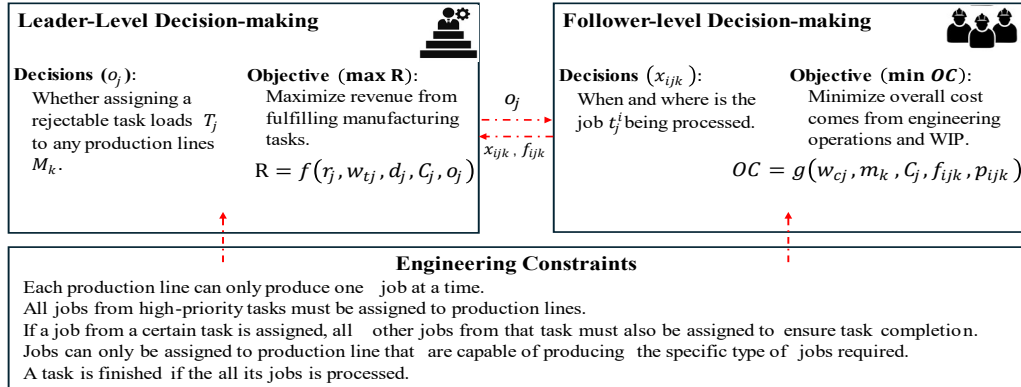 Leader-Level Decision-making
Decisions (o_j):
Whether assigning a
rejectable task loads T_j
to any production lines
M_k.
Objective (max R):
Maximize revenue from
fulfilling manufacturing
tasks.
R = f(r_j, w_tj, d_j, C_j, o_j)
o_j
x_ijk , f_ijk
Follower-level Decision-making
Decisions (x_ijk):
When and where is the
job t_j^i being processed.
Objective (min OC):
Minimize overall cost
comes from engineering
operations and WIP.
OC = g(w_cj, m_k, C_j, f_ijk, p_ijk)
Engineering Constraints
Each production line can only produce one job at a time.
All jobs from high-priority tasks must be assigned to production lines.
If a job from a certain task is assigned, all other jobs from that task must also be assigned to ensure task completion.
Jobs can only be assigned to production line that are capable of producing the specific type of jobs required.
A task is finished if the all its jobs is processed.